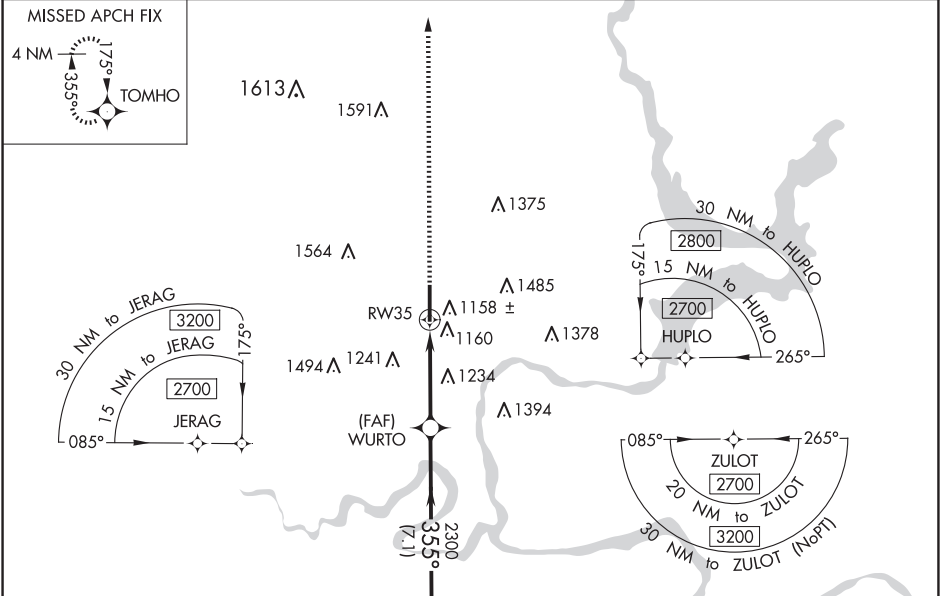 MISSED APCH FIX
4 NM
175°
355°
TOMHO
1613
1591
1375
1564
1485
RW35
1158 ±
1160
1378
1494
1241
1234
(FAF)
WURTO
1394
30 NM to JERAG
3200
175°
15 NM to JERAG
2700
JERAG
085°
30 NM to HUPLO
2800
175°
15 NM to HUPLO
2700
HUPLO
265°
085°
265°
ZULOT
2700
20 NM to ZULOT
3200
30 NM to ZULOT (NoPT)
2300
355°
(7.1)